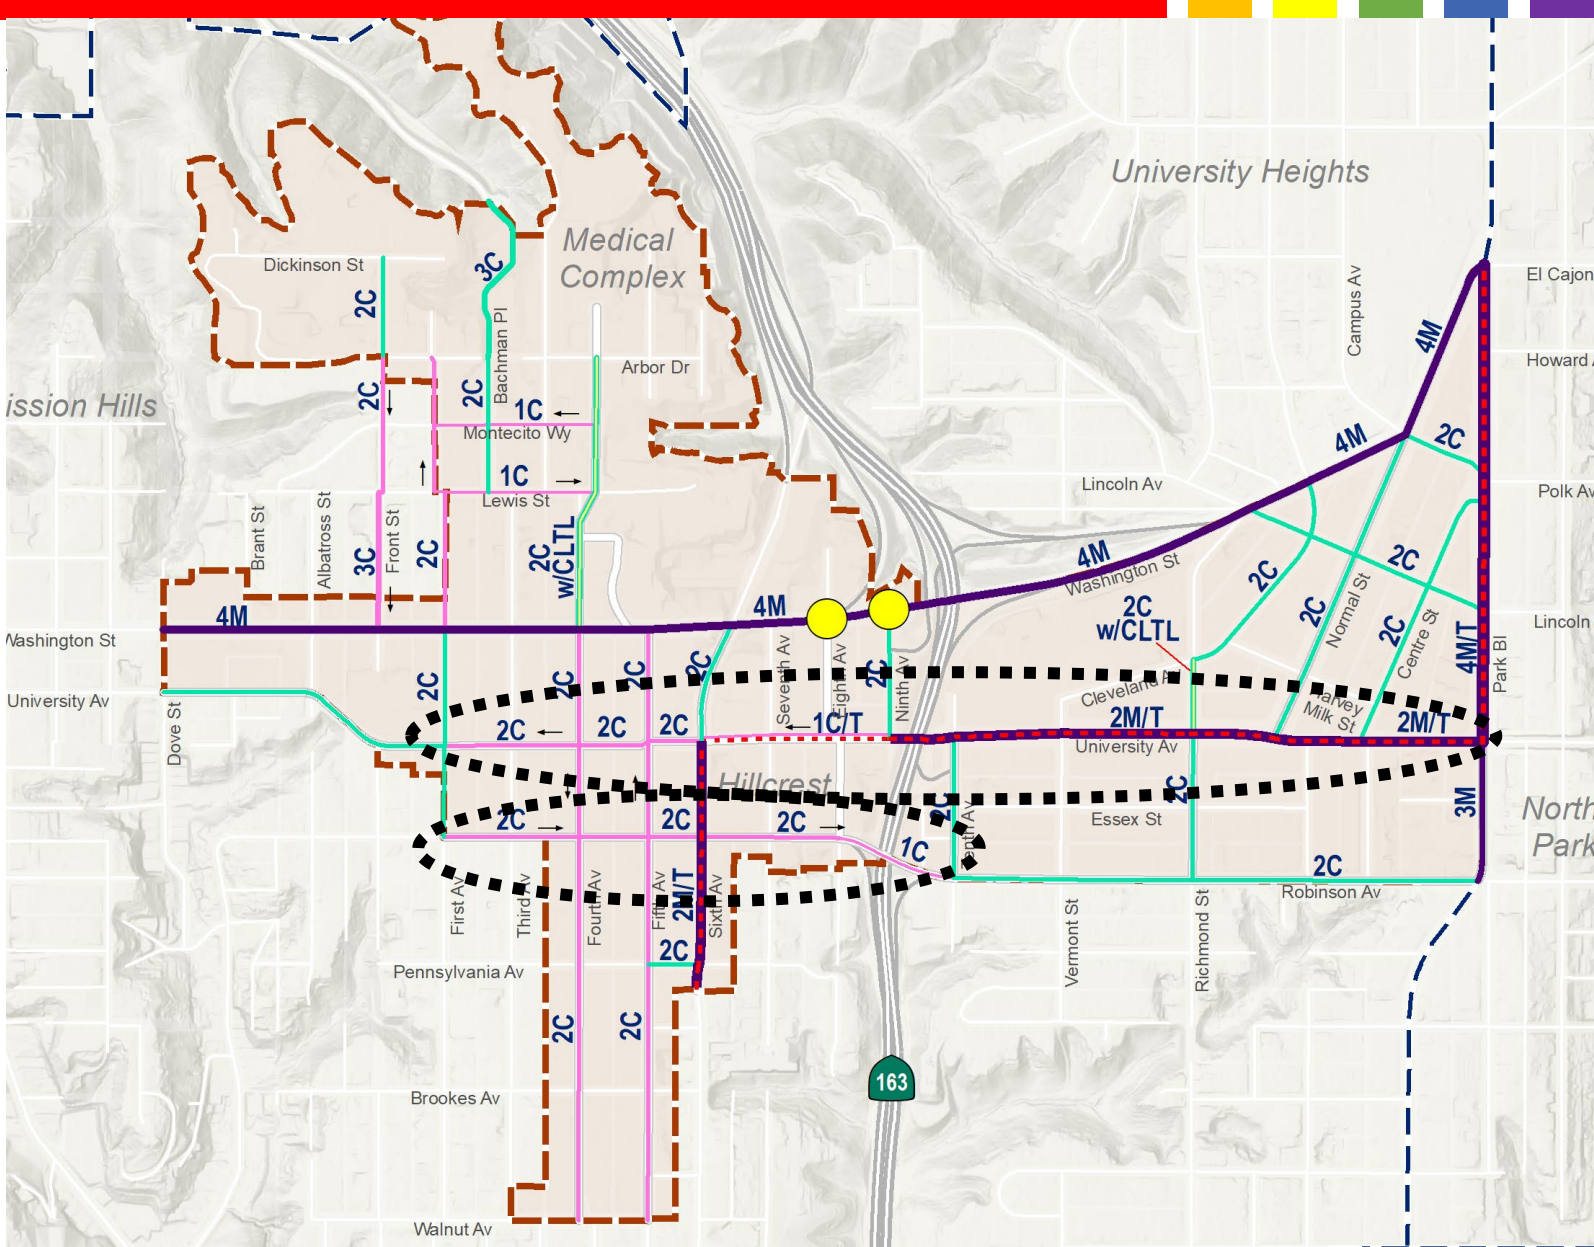 University Heights
Medical
Complex
Dickinson St
3C
2C
El Cajon
Campus Av
4M
Bachman Pl
Arbor Dr
Howard
ission Hills
2C
2C
1C
Montecito Wy
4M
2C
1C
Lewis St
Lincoln Av
Polk Av
Brant St
Albatross St
3C
Front St
2C
2C
w/CLTL
4M
Washington St
2C
2C
2C
w/CLTL
2C
Normal St
2C
Centre St
4M/T
Park Bl
Lincoln
4M
4M
Washington St
University Av
Dove St
2C
2C
2C
2C
Seventh Av
Eighth Av
2C
Ninth Av
Cleveland A
arvey
Milk St
2C
2C
2C
1C/T
2M/T
2M/T
University Av
Hillcrest
2C
2C
2C
2C
2C
Essex St
3M
North
Park
1C
enth Av
2C
Robinson Av
First Av
Third Av
Fourth Av
Fifth Av
2M/T
Sixth Av
Vermont St
Richmond St
2C
Pennsylvania Av
2C
2C
163
Brookes Av
Walnut Av